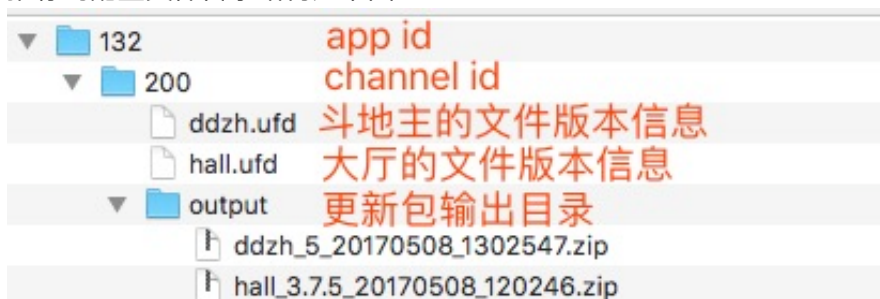 132 app id
200 channel id
ddzh.ufd 斗地主的文件版本信息
hall.ufd 大厅的文件版本信息
output 更新包输出目录
ddzh_5_20170508_1302547.zip
hall_3.7.5_20170508_120246.zip